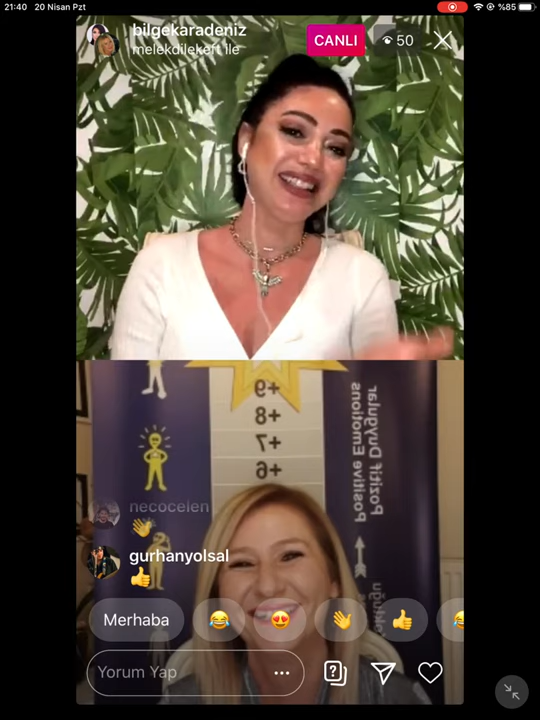 21:40 20 Nisan Pzt
%85
bilgekaradeniz
melekdilekeft ile
CANLI
50
+9
+8
+7
+6
Positive Emotions
Pozitif Duygular
necocelen
👋
gurhanyolsal
👍
Merhaba 😂 😍 👋 👍 😂
Yorum Yap ...